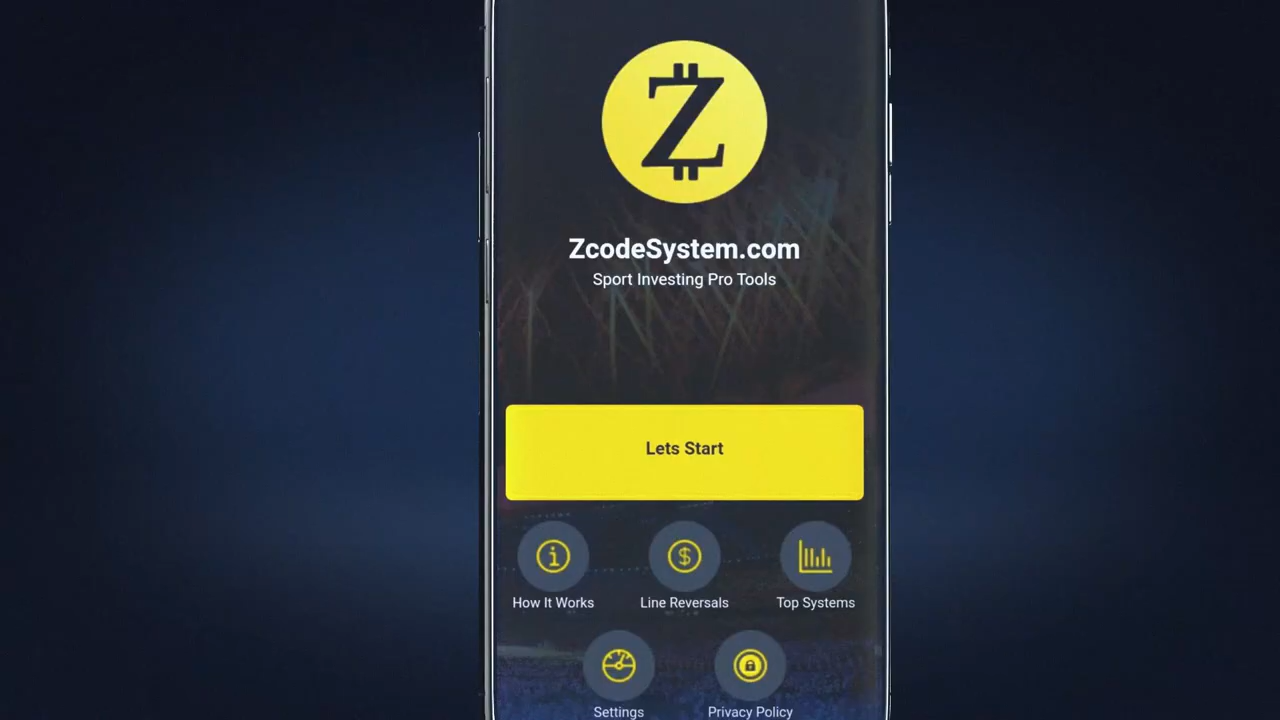 Z
ZcodeSystem.com
Sport Investing Pro Tools
Lets Start
How It Works
Line Reversals
Top Systems
Settings
Privacy Policy